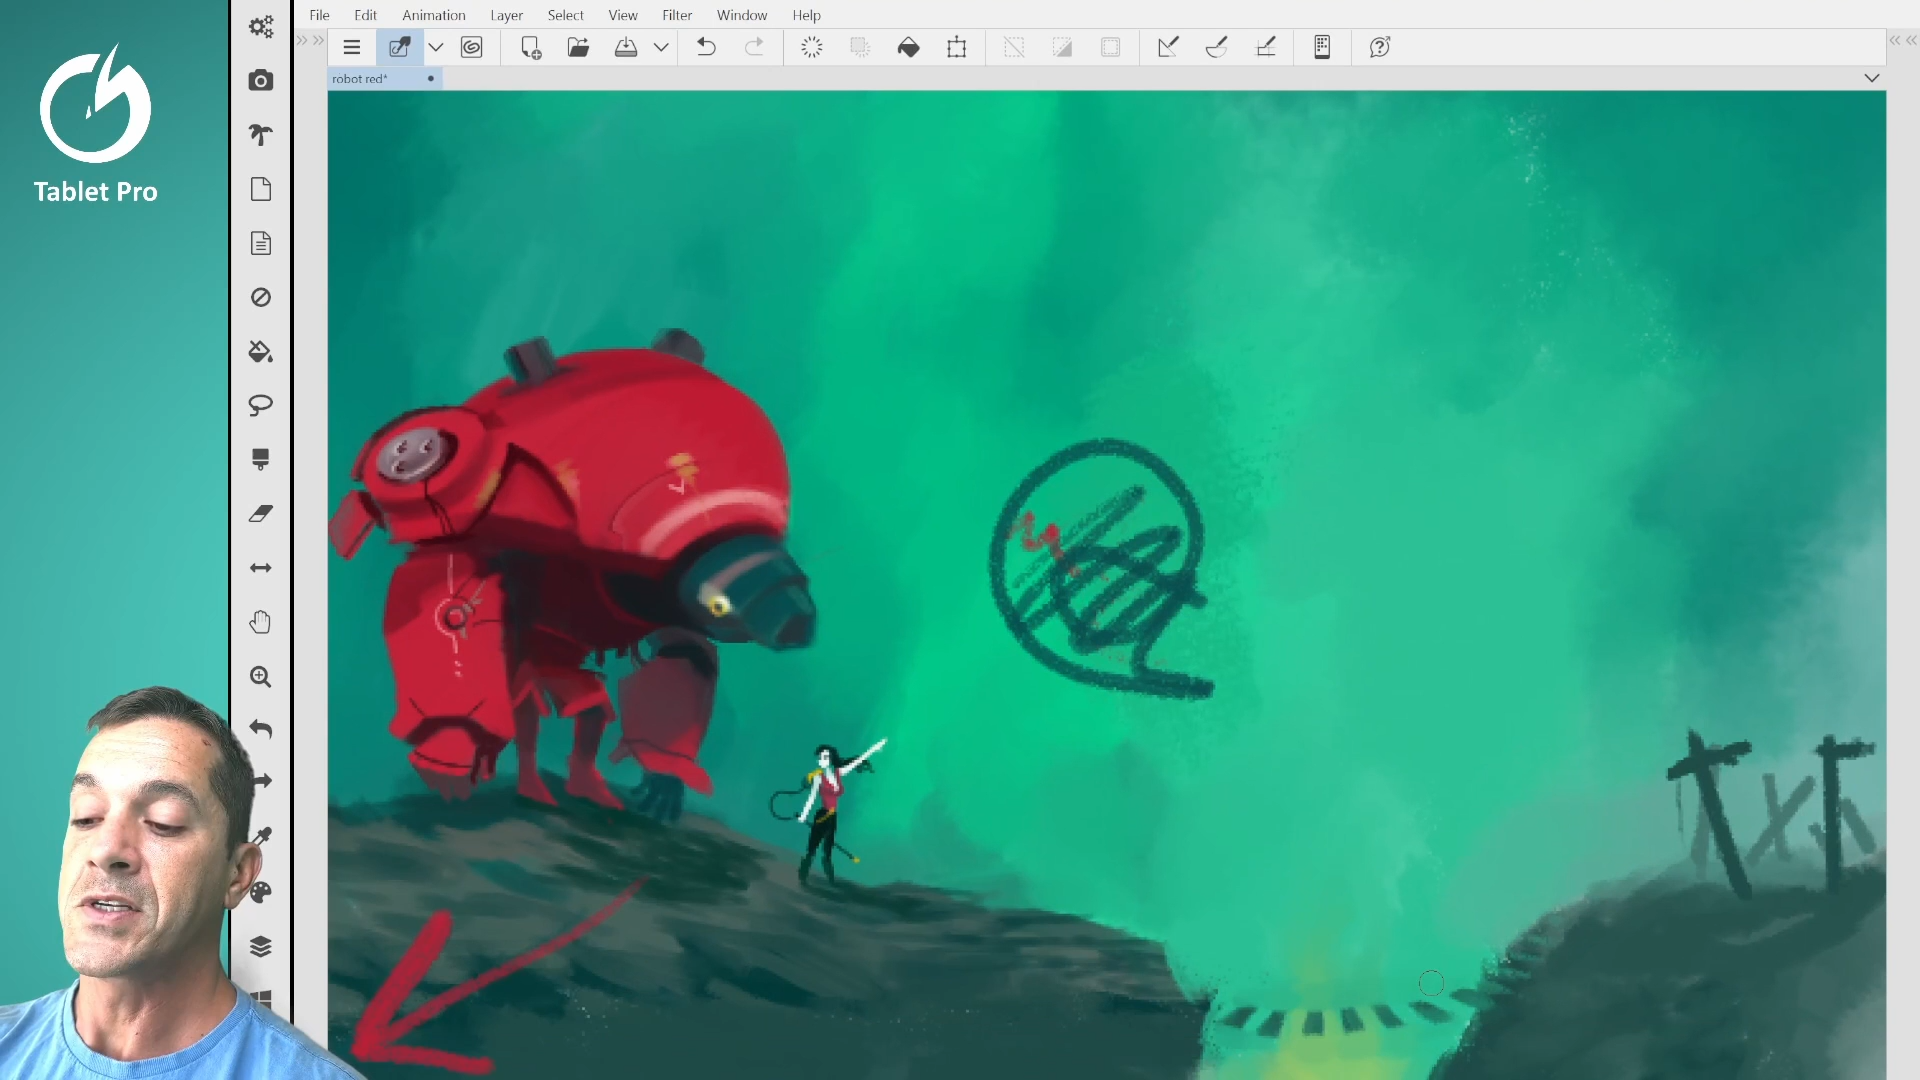 File Edit Animation Layer Select View Filter Window Help
robot red*
Tablet Pro